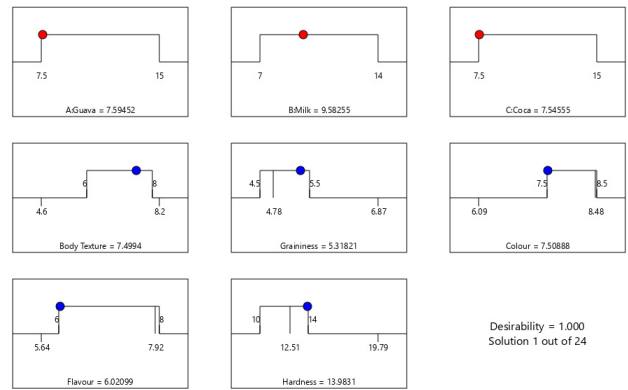 7.5 15
A:Guava = 7.59452
7 14
B:Milk = 9.58255
7.5 15
C:Coca = 7.54555
6 8
4.6 8.2
Body Texture = 7.4994
4.5 5.5
4.78 6.87
Graininess = 5.31821
7.5 8.5
6.09 8.48
Colour = 7.50888
6 8
5.64 7.92
Flavour = 6.02099
10 14
12.51 19.79
Hardness = 13.9831
Desirability = 1.000
Solution 1 out of 24